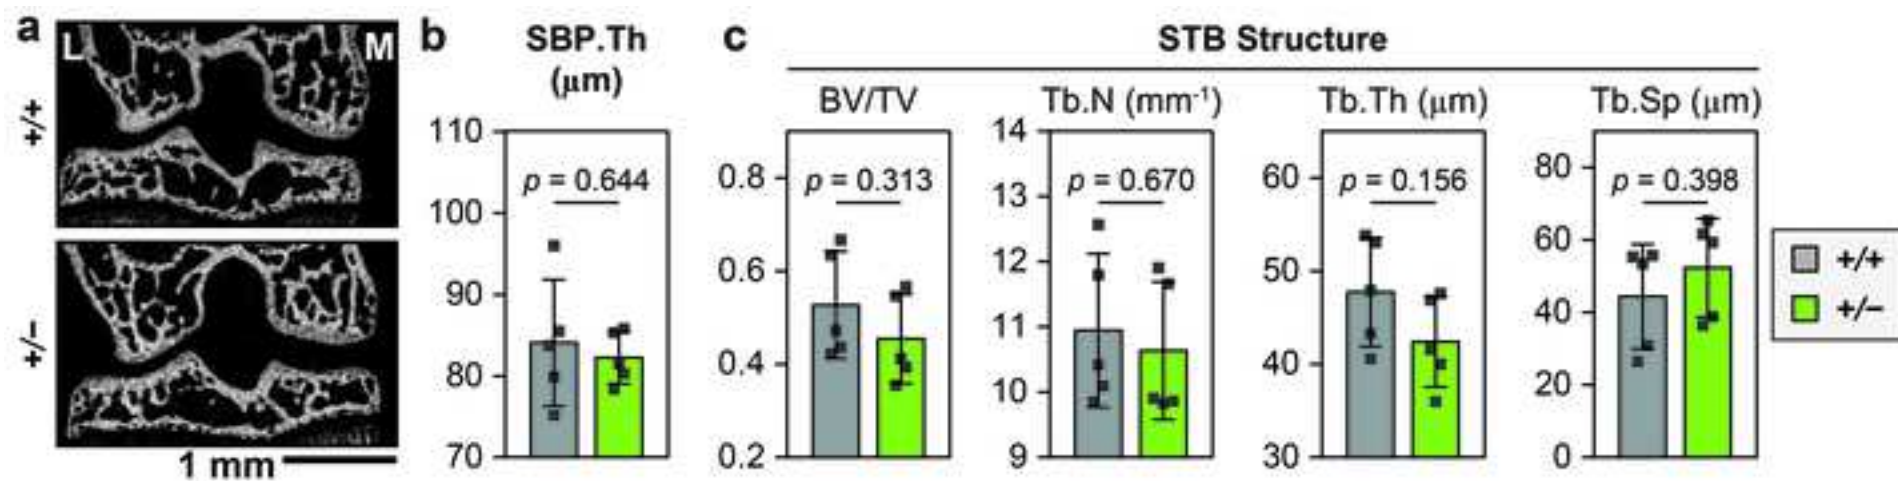 a
L M
+/+
+/−
1 mm
b
SBP.Th
(μm)
110
100
90
80
70
p = 0.644
c
STB Structure
BV/TV
0.8
0.6
0.4
0.2
p = 0.313
Tb.N (mm⁻¹)
14
13
12
11
10
9
p = 0.670
Tb.Th (μm)
60
50
40
30
p = 0.156
Tb.Sp (μm)
80
60
40
20
0
p = 0.398
+/+
+/−